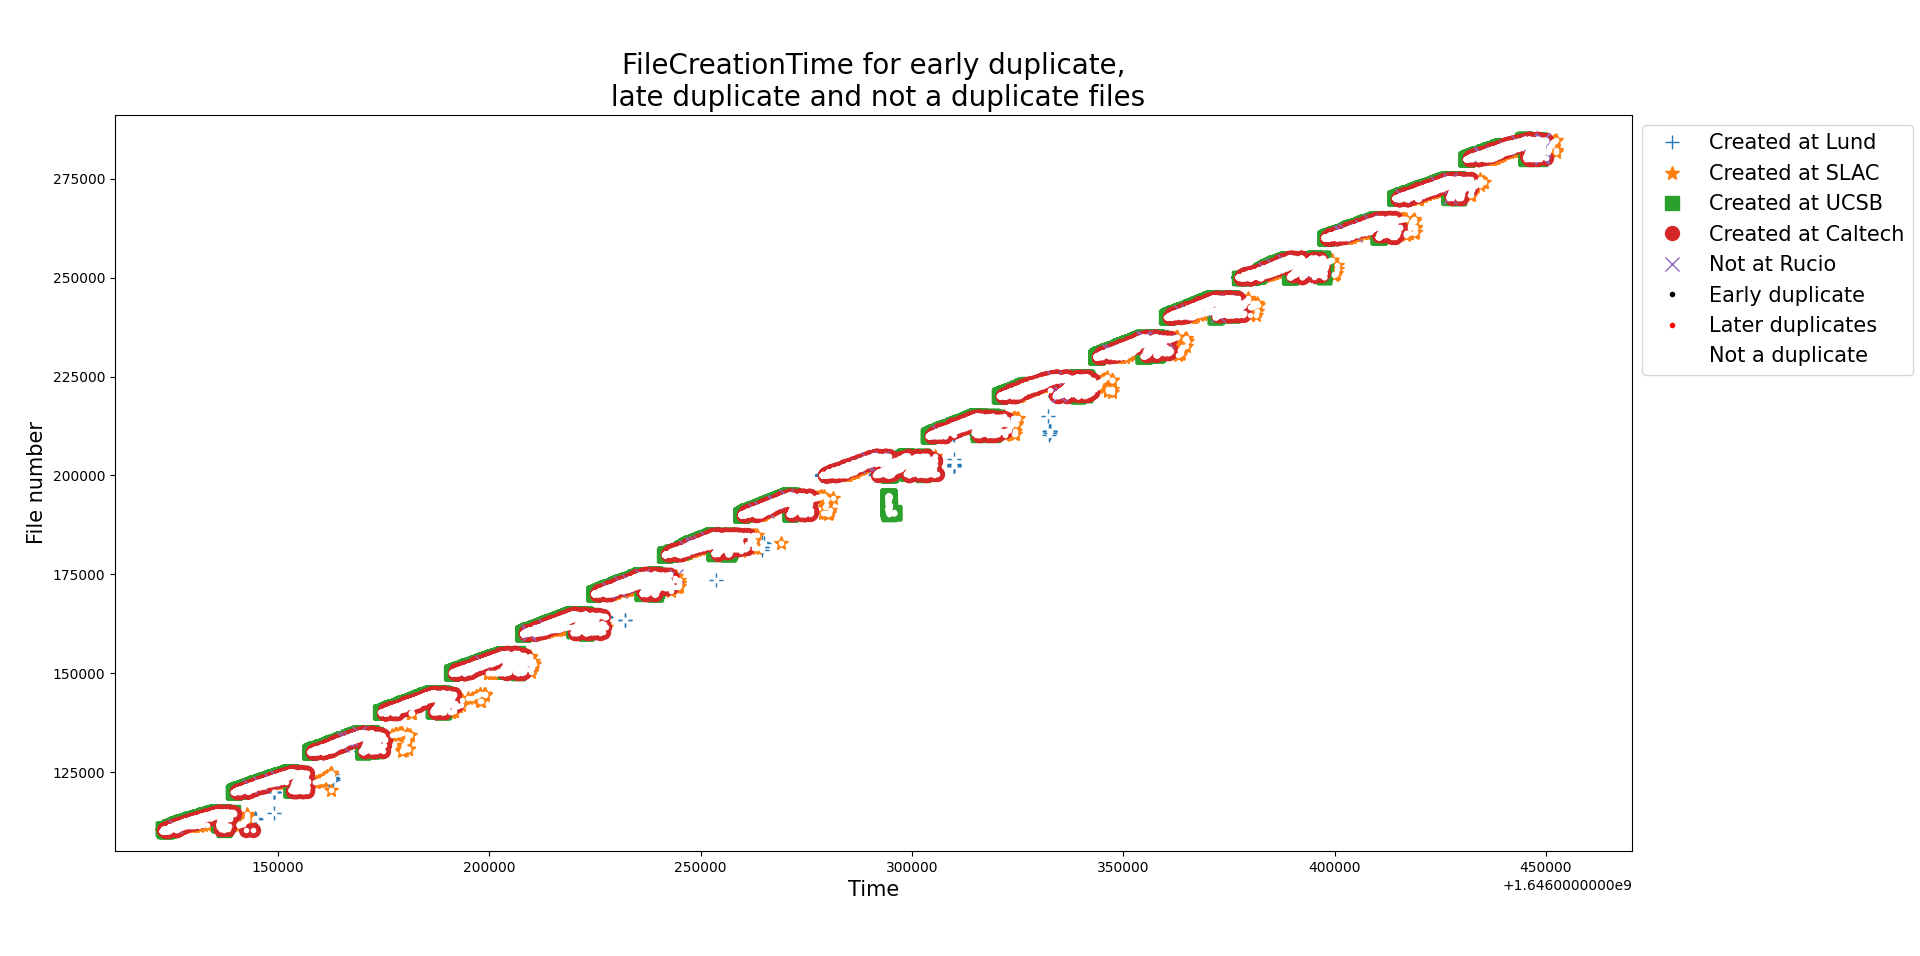 FileCreationTime for early duplicate,
late duplicate and not a duplicate files
File number
275000
250000
225000
200000
175000
150000
125000
150000
200000
250000
300000
350000
400000
450000
+1.6460000000e9
Time
Created at Lund
Created at SLAC
Created at UCSB
Created at Caltech
Not at Rucio
Early duplicate
Later duplicates
Not a duplicate